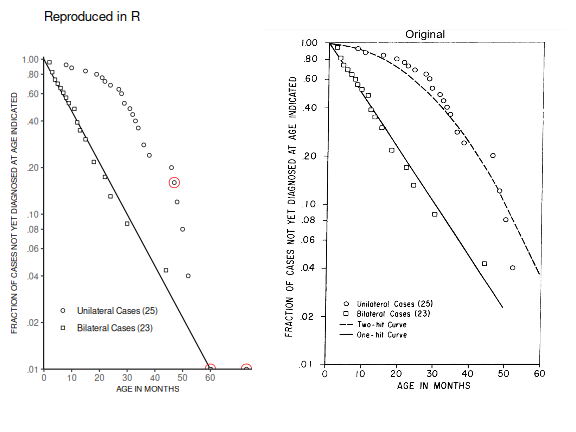 Reproduced in R
FRACTION OF CASES NOT YET DIAGNOSED AT AGE INDICATED
1.00
.80
.60
.40
.20
.10
.08
.06
.04
.02
.01
Unilateral Cases (25)
Bilateral Cases (23)
0 10 20 30 40 50 60
AGE IN MONTHS
Original
FRACTION OF CASES NOT YET DIAGNOSED AT AGE INDICATED
1.00
.80
.60
.40
.20
.10
.08
.06
.04
.02
.01
Unilateral Cases (25)
Bilateral Cases (23)
Two-hit Curve
One-hit Curve
0 10 20 30 40 50 60
AGE IN MONTHS